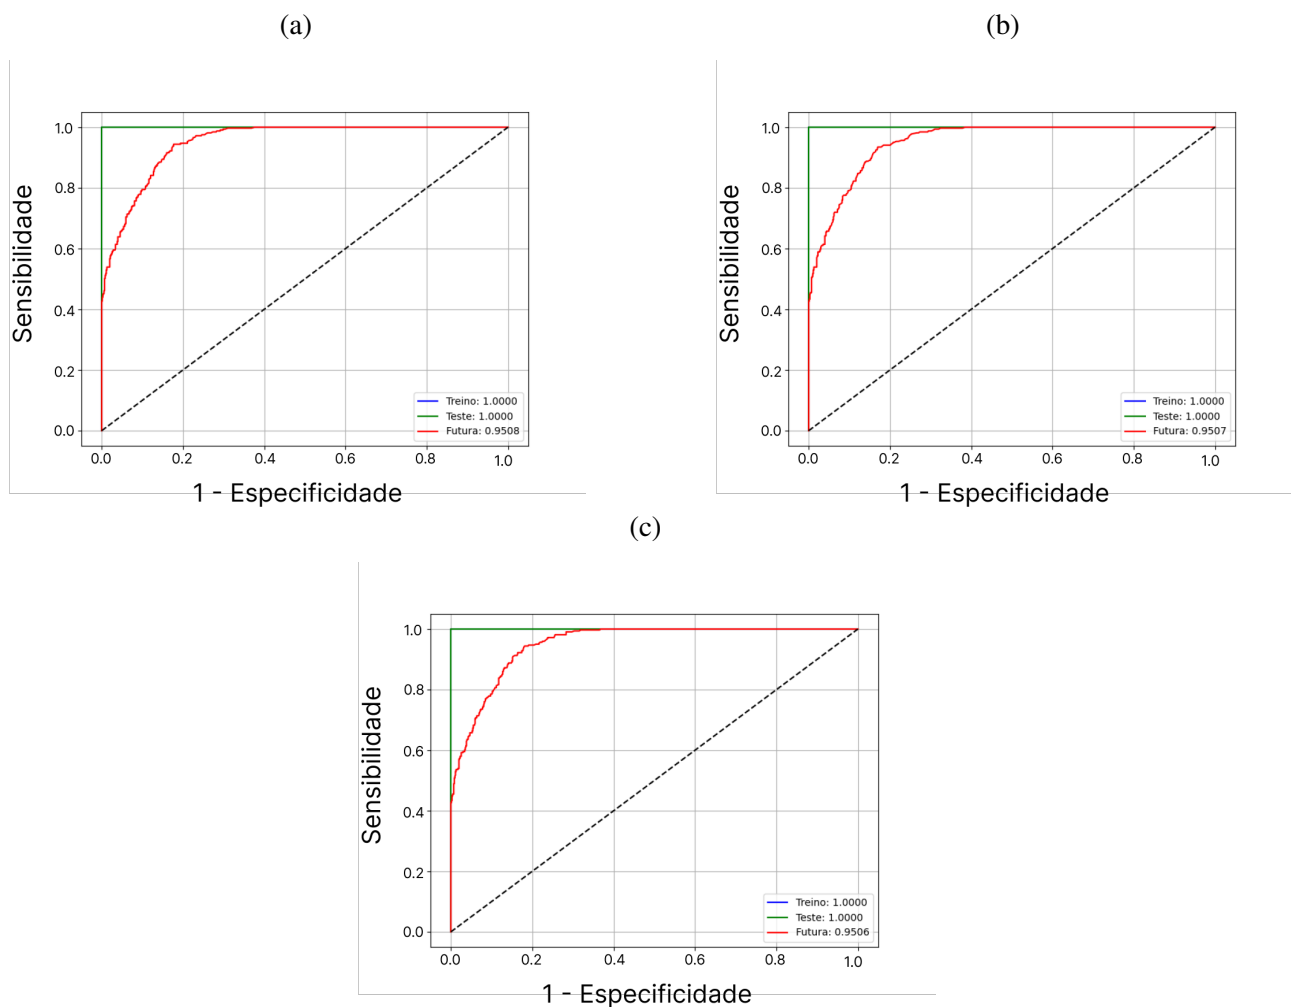 (a)
Sensibilidade
1.0
0.8
0.6
0.4
0.2
0.0
0.0 0.2 0.4 0.6 0.8 1.0
1 - Especificidade
Treino: 1.0000
Teste: 1.0000
Futura: 0.9508
(b)
Sensibilidade
1.0
0.8
0.6
0.4
0.2
0.0
0.0 0.2 0.4 0.6 0.8 1.0
1 - Especificidade
Treino: 1.0000
Teste: 1.0000
Futura: 0.9507
(c)
Sensibilidade
1.0
0.8
0.6
0.4
0.2
0.0
0.0 0.2 0.4 0.6 0.8 1.0
1 - Especificidade
Treino: 1.0000
Teste: 1.0000
Futura: 0.9506